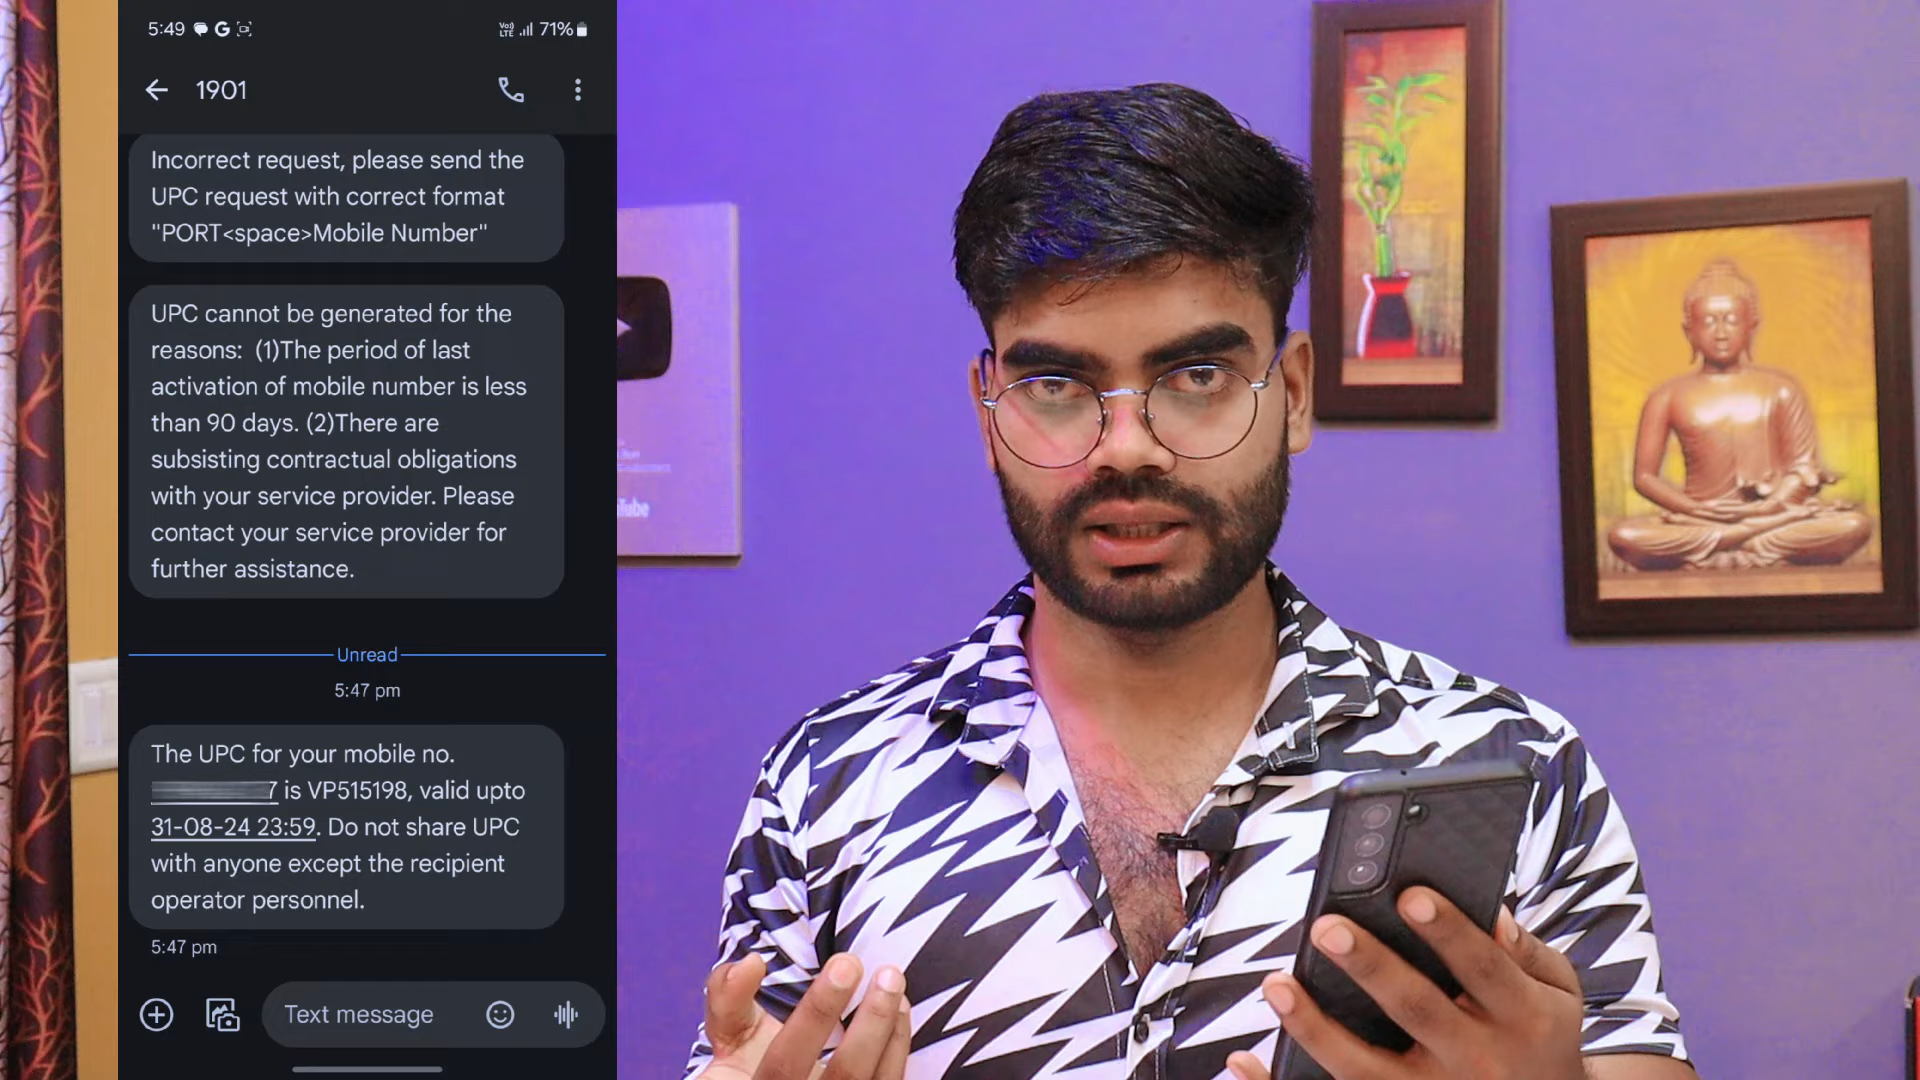 5:49
Vo))
LTE
71%
1901
Incorrect request, please send the
UPC request with correct format
"PORT<space>Mobile Number"
UPC cannot be generated for the
reasons:  (1)The period of last
activation of mobile number is less
than 90 days. (2)There are
subsisting contractual obligations
with your service provider. Please
contact your service provider for
further assistance.
Unread
5:47 pm
The UPC for your mobile no.
7 is VP515198, valid upto
31-08-24 23:59. Do not share UPC
with anyone except the recipient
operator personnel.
5:47 pm
Text message
Tube